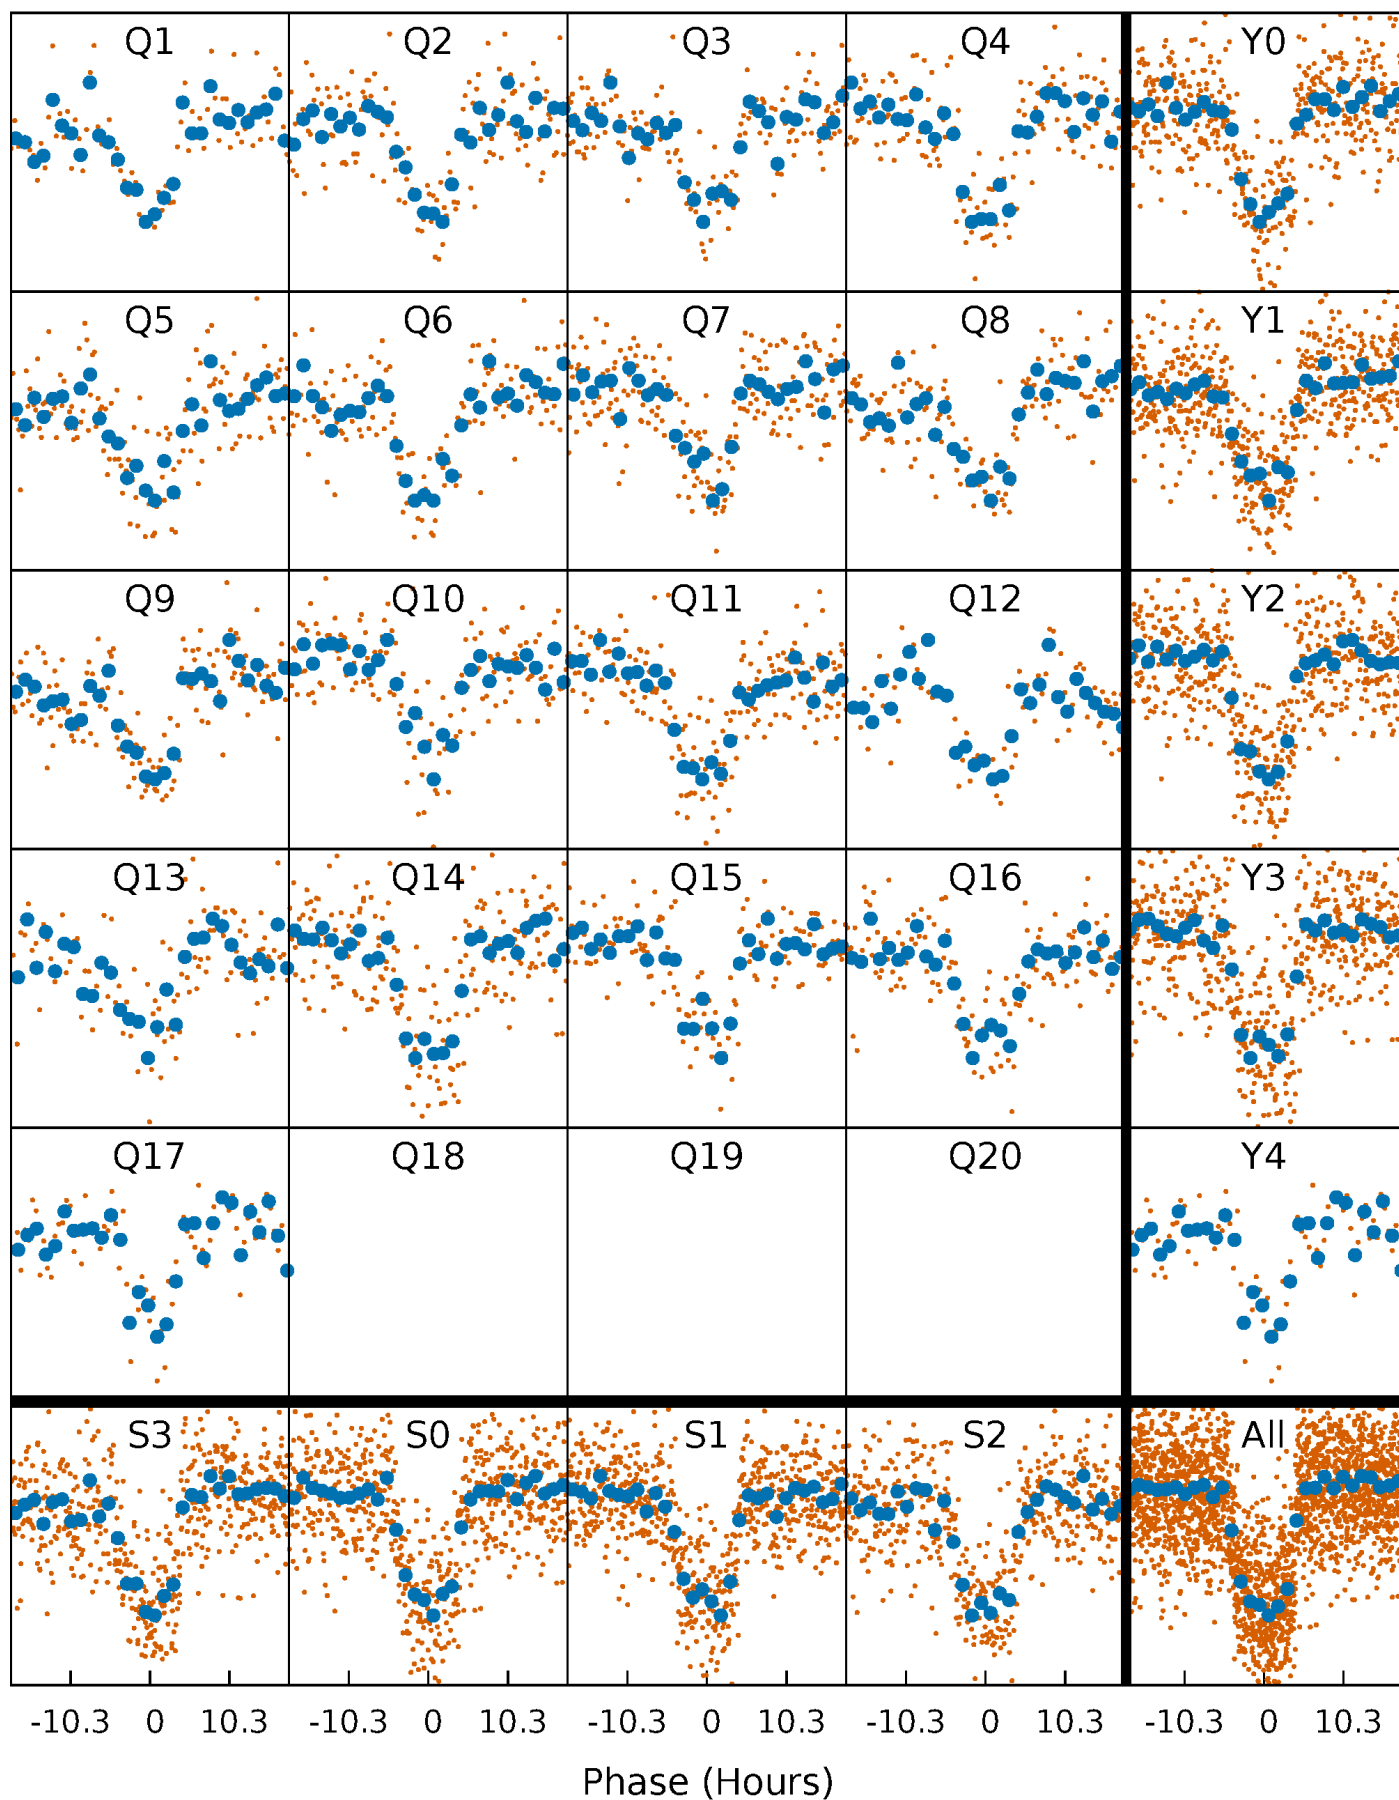 Q1 Q2 Q3 Q4 Y0
Q5 Q6 Q7 Q8 Y1
Q9 Q10 Q11 Q12 Y2
Q13 Q14 Q15 Q16 Y3
Q17 Q18 Q19 Q20 Y4
S3 S0 S1 S2 All
-10.3 0 10.3 -10.3 0 10.3 -10.3 0 10.3 -10.3 0 10.3 -10.3 0 10.3
Phase (Hours)